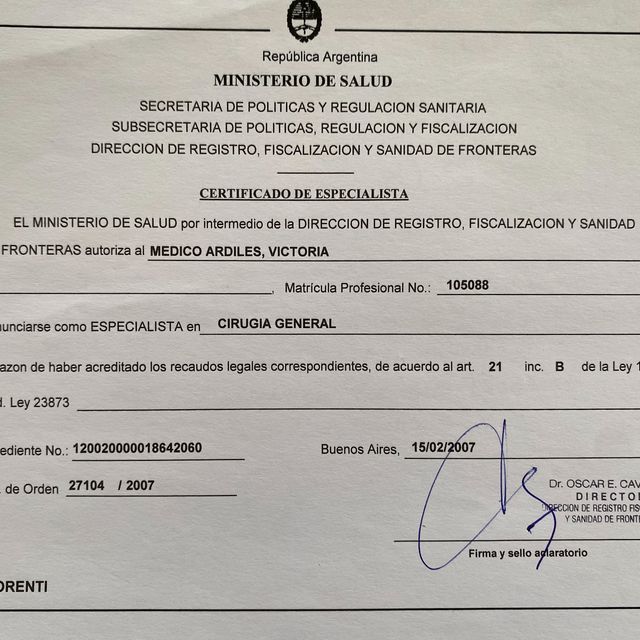 República Argentina
MINISTERIO DE SALUD
SECRETARIA DE POLITICAS Y REGULACION SANITARIA
SUBSECRETARIA DE POLITICAS, REGULACION Y FISCALIZACION
DIRECCION DE REGISTRO, FISCALIZACION Y SANIDAD DE FRONTERAS
CERTIFICADO DE ESPECIALISTA
EL MINISTERIO DE SALUD por intermedio de la DIRECCION DE REGISTRO, FISCALIZACION Y SANIDAD
FRONTERAS autoriza al MEDICO ARDILES, VICTORIA
, Matrícula Profesional No.: 105088
nunciarse como ESPECIALISTA en CIRUGIA GENERAL
azon de haber acreditado los recaudos legales correspondientes, de acuerdo al art. 21 inc. B de la Ley 1
d. Ley 23873
ediente No.: 120020000018642060 Buenos Aires, 15/02/2007
. de Orden 27104 / 2007
Dr. OSCAR E. CAV
DIRECTO
DIRECCION DE REGISTRO FIS
Y SANIDAD DE FRONTE
Firma y sello aclaratorio
ORENTI